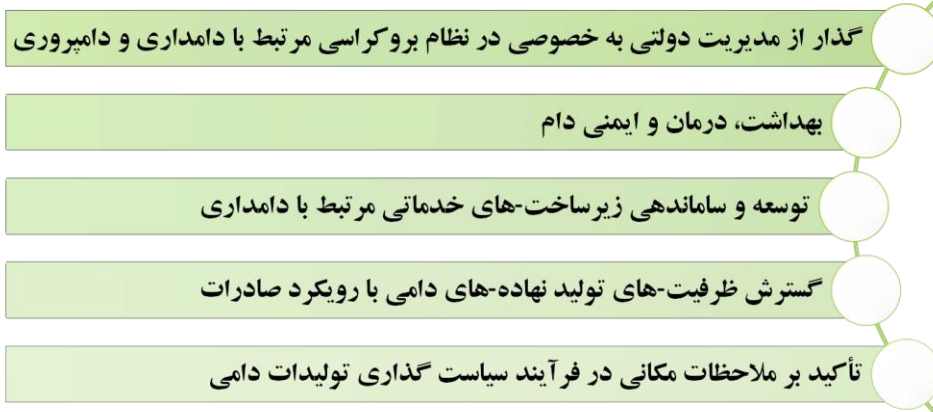 گذار از مدیریت دولتی به خصوصی در نظام بروکراسی مرتبط با دامداری و دامپروری
بهداشت، درمان و ایمنی دام
توسعه و ساماندهی زیرساخت-های خدماتی مرتبط با دامداری
گسترش ظرفیت-های تولید نهاده-های دامی با رویکرد صادرات
تأکید بر ملاحظات مکانی در فرآیند سیاست گذاری تولیدات دامی